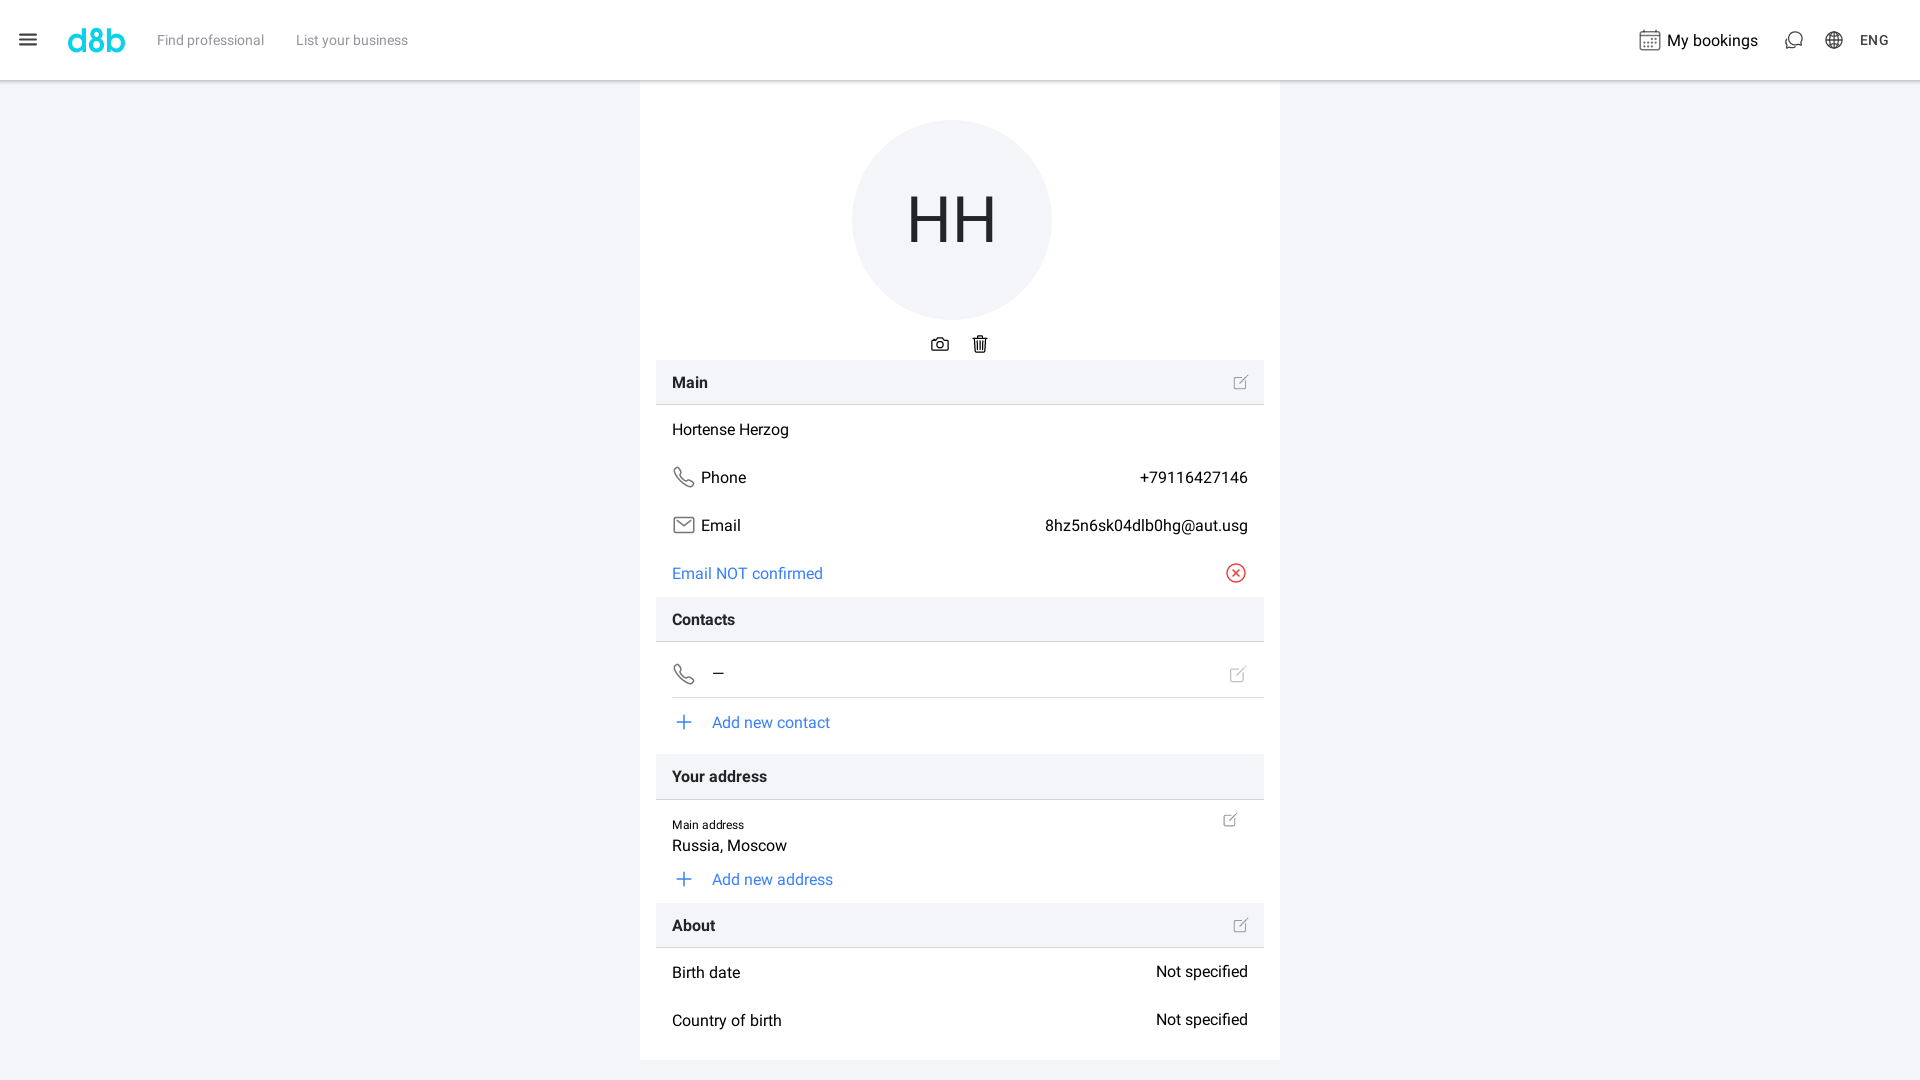 d8b
Find professional
List your business
My bookings
ENG
HH
Main
Hortense Herzog
Phone
+79116427146
Email
8hz5n6sk04dlb0hg@aut.usg
Email NOT confirmed
Contacts
—
Add new contact
Your address
Main address
Russia, Moscow
Add new address
About
Birth date
Not specified
Country of birth
Not specified